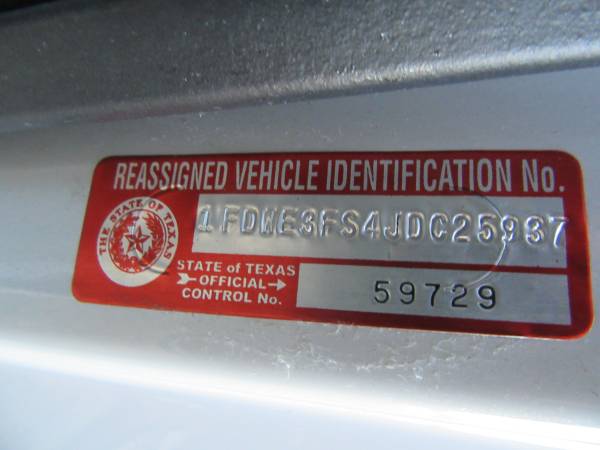 REASSIGNED VEHICLE IDENTIFICATION No.
1FDWE3FS4JDC25937
THE STATE OF TEXAS
STATE of TEXAS
OFFICIAL
CONTROL No.
59729